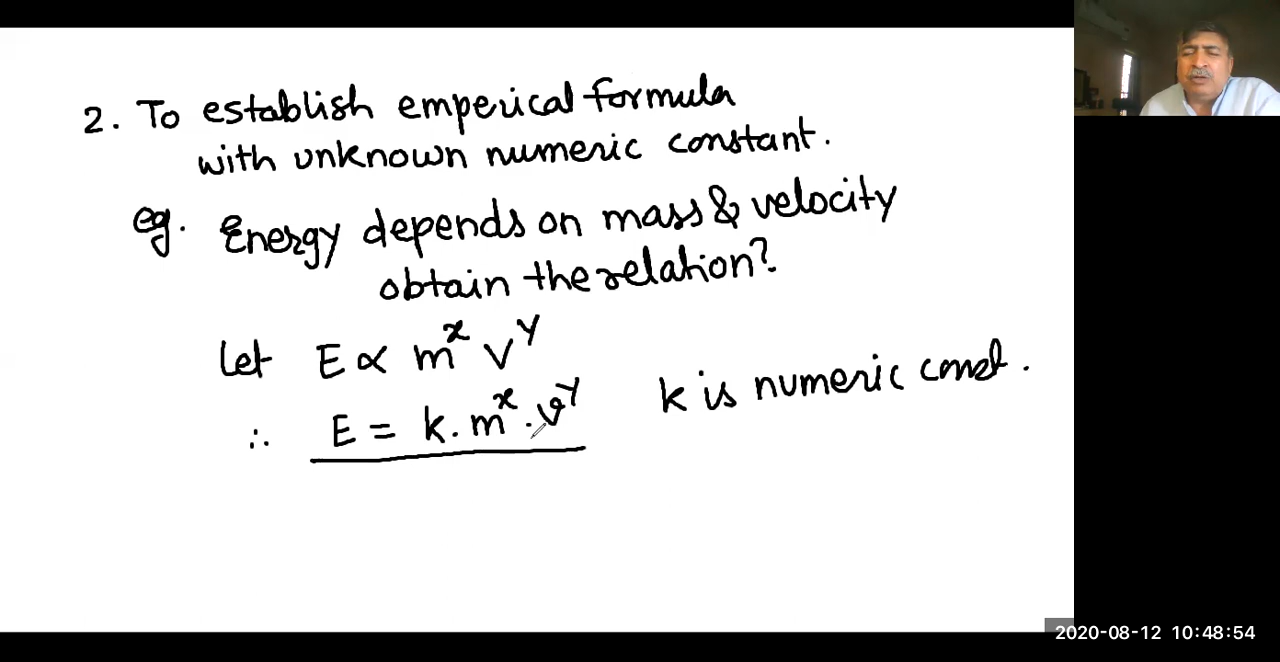 2. To establish emperical formula
with unknown numeric constant.
eg. Energy depends on mass & velocity
obtain the relation?
Let E ∝ m^x v^y
∴ E = k. m^x . v^y k is numeric const.
2020-08-12 10:48:54